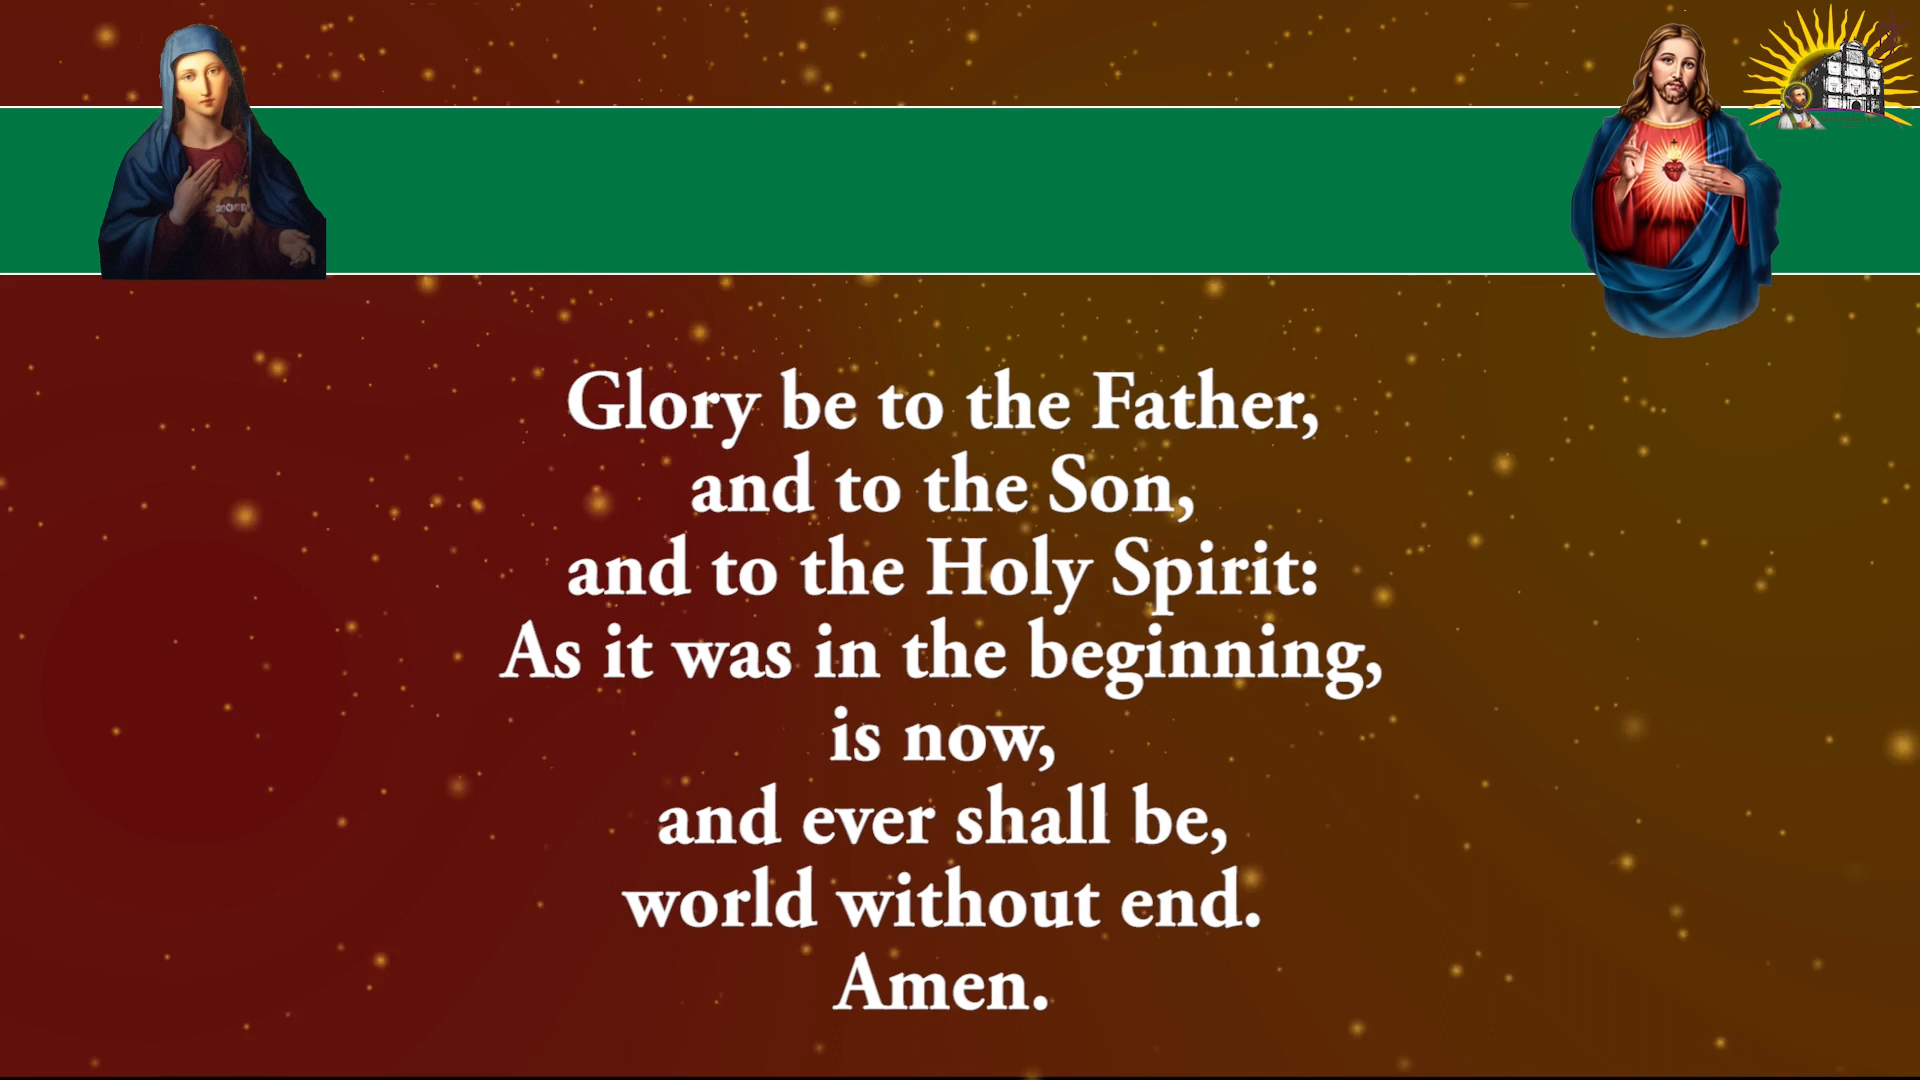 Glory be to the Father,
and to the Son,
and to the Holy Spirit:
As it was in the beginning,
is now,
and ever shall be,
world without end.
Amen.